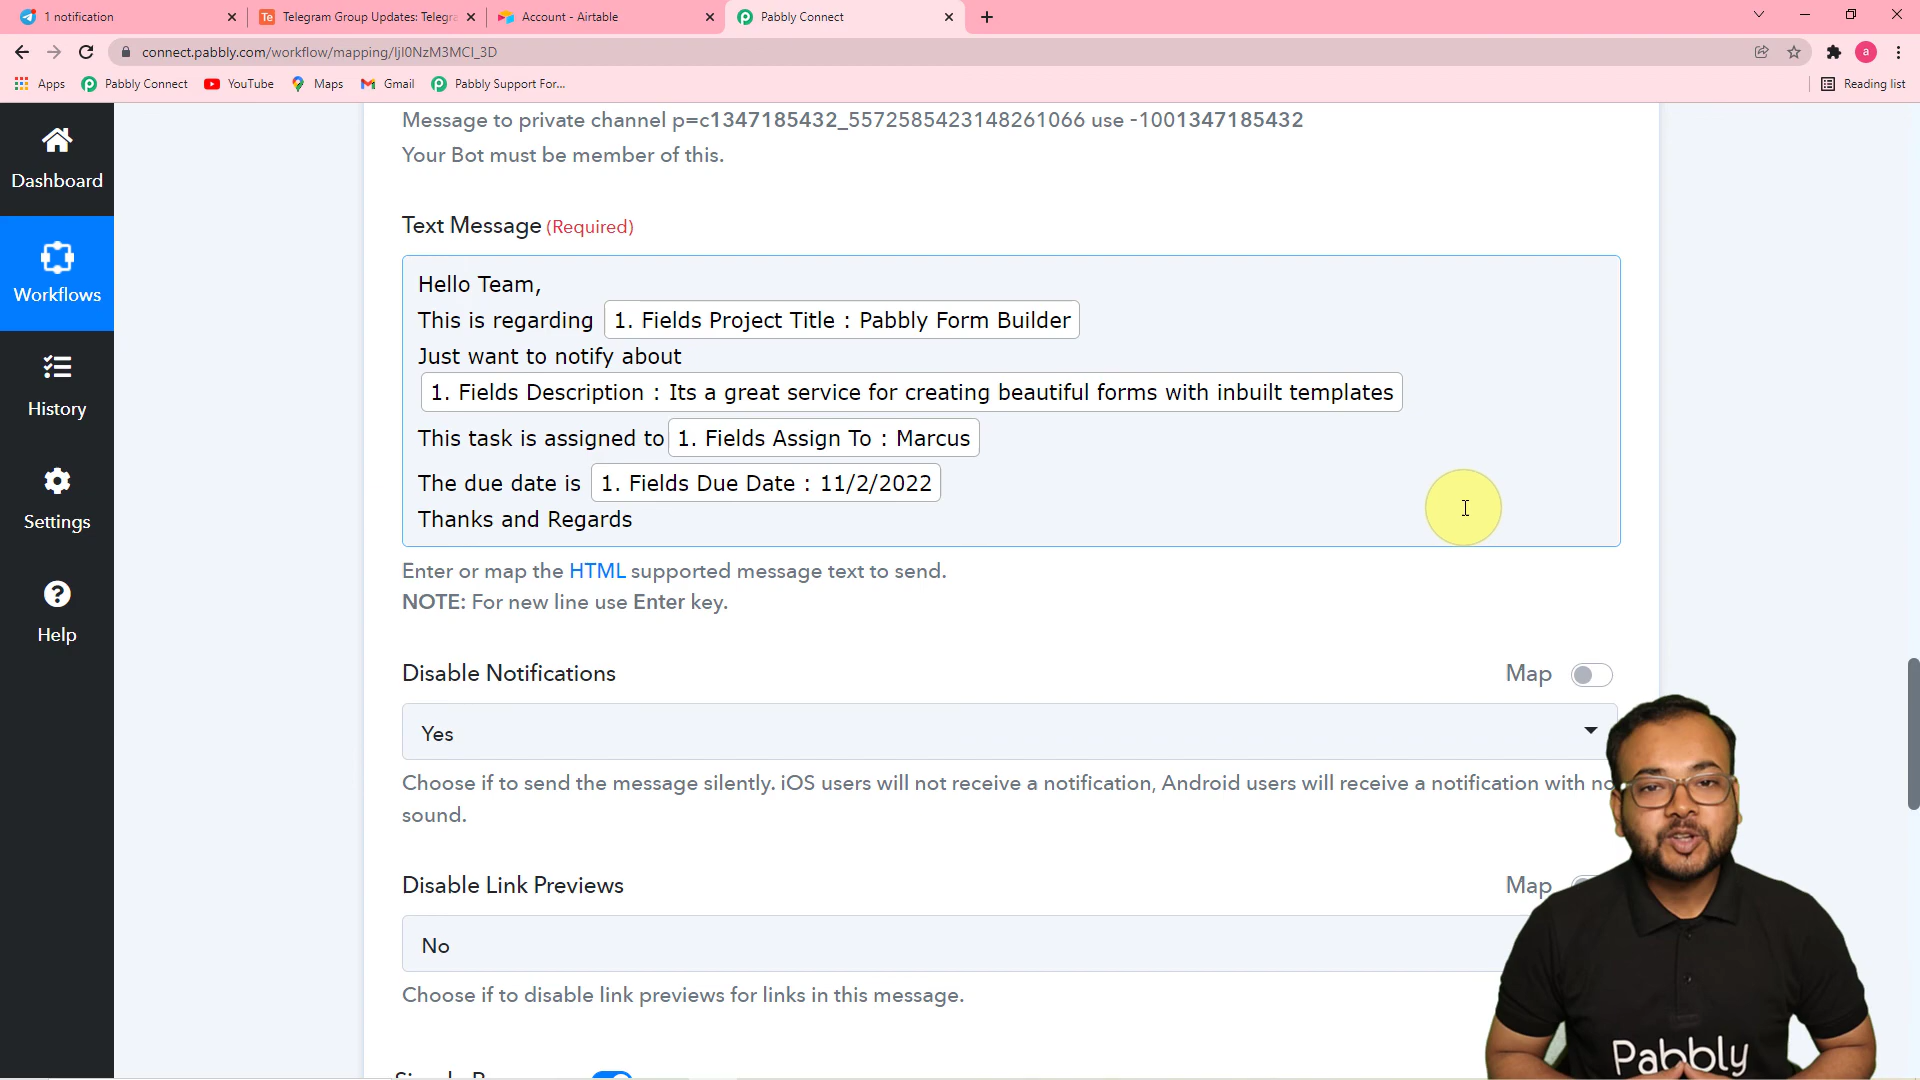 1 notification
Telegram Group Updates: Telegra
Account - Airtable
Pabbly Connect
connect.pabbly.com/workflow/mapping/IjI0NzM3MCI_3D
a
Apps
Pabbly Connect
YouTube
Maps
Gmail
Pabbly Support For...
Reading list
Dashboard
Workflows
History
Settings
Help
Message to private channel p=c1347185432_5572585423148261066 use -1001347185432
Your Bot must be member of this.
Text Message (Required)
Hello Team,
This is regarding 1. Fields Project Title : Pabbly Form Builder
Just want to notify about
1. Fields Description : Its a great service for creating beautiful forms with inbuilt templates
This task is assigned to 1. Fields Assign To : Marcus
The due date is 1. Fields Due Date : 11/2/2022
Thanks and Regards
Enter or map the HTML supported message text to send.
NOTE: For new line use Enter key.
Disable Notifications
Map
Yes
Choose if to send the message silently. iOS users will not receive a notification, Android users will receive a notification with no
sound.
Disable Link Previews
Map
No
Choose if to disable link previews for links in this message.
Pabbly